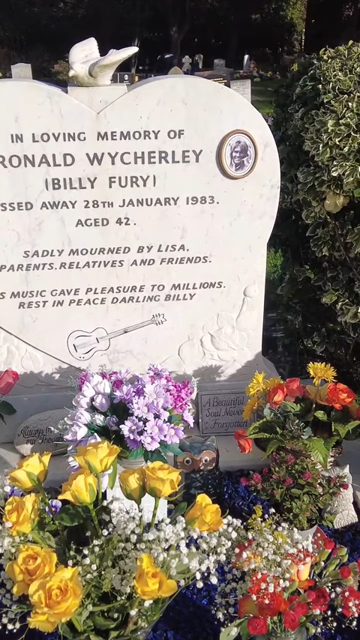 IN LOVING MEMORY OF
RONALD WYCHERLEY
(BILLY FURY)
SSED AWAY 28TH JANUARY 1983.
AGED 42.
SADLY MOURNED BY LISA,
PARENTS. RELATIVES AND FRIENDS.
S MUSIC GAVE PLEASURE TO MILLIONS.
REST IN PEACE DARLING BILLY
A Beautiful
Soul Never
Forgotten